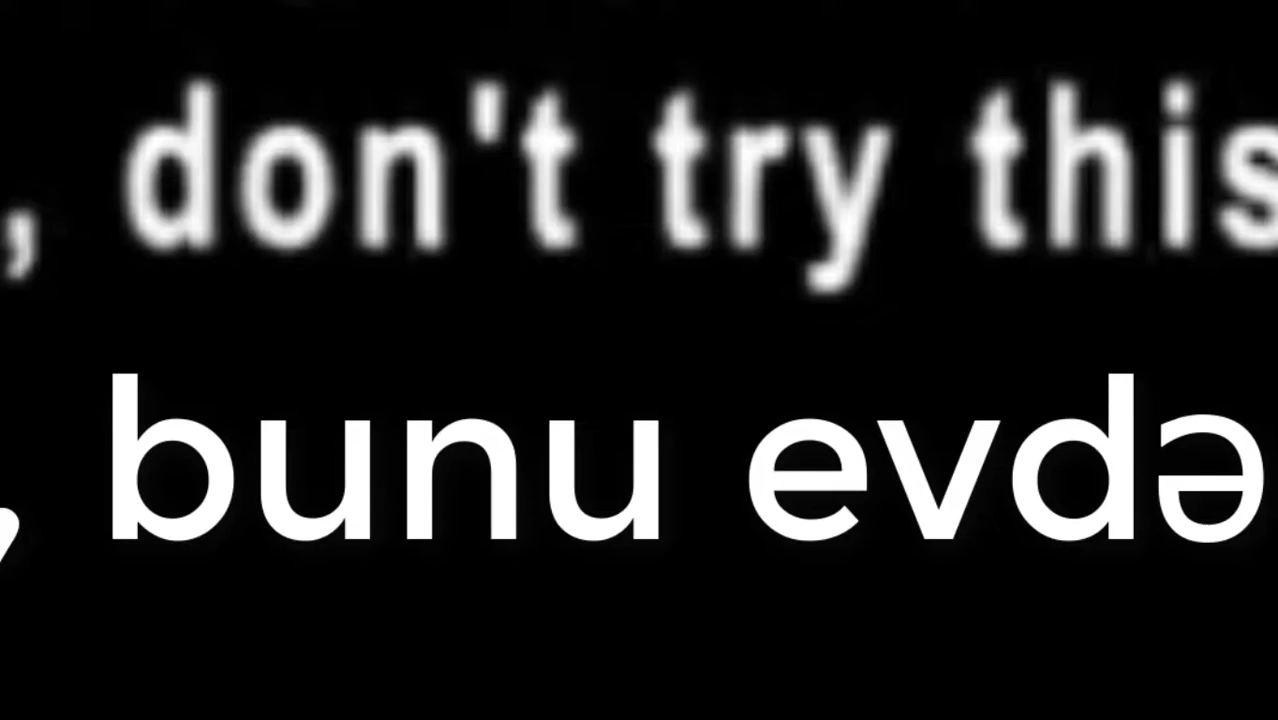 , don't try this
, bunu evdə